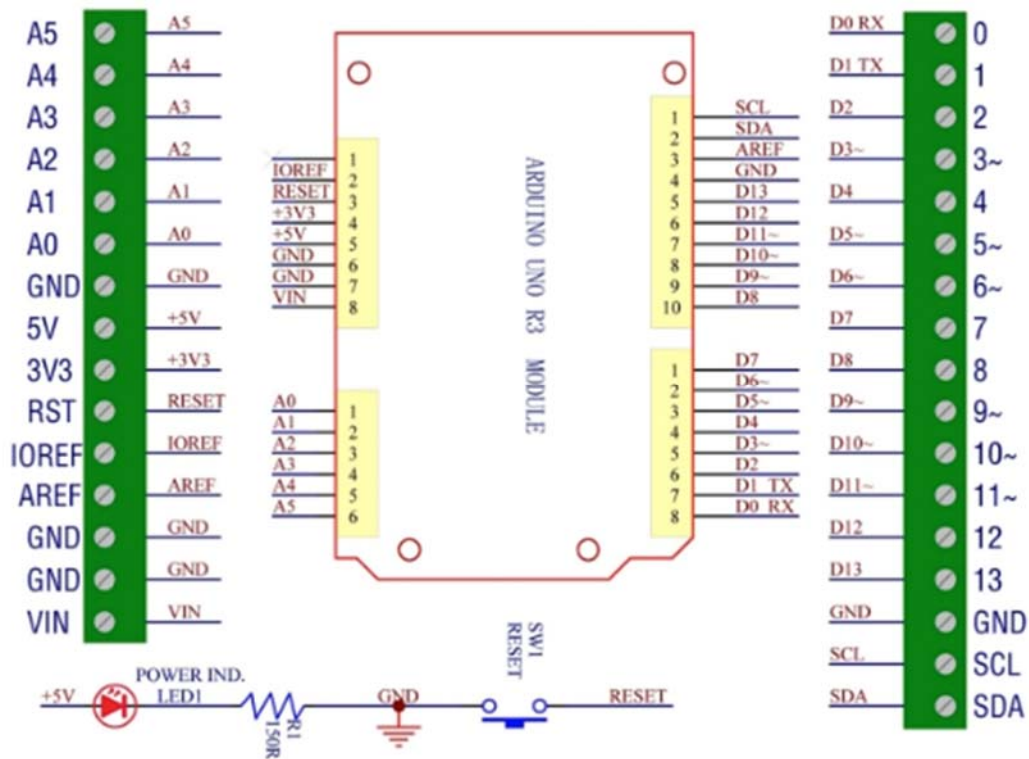 A5 A5
A4 A4
A3 A3
A2 A2
A1 A1
A0 A0
GND GND
5V +5V
3V3 +3V3
RST RESET
IOREF IOREF
AREF AREF
GND GND
GND GND
VIN VIN
1
IOREF 2
RESET 3
+3V3 4
+5V 5
GND 6
GND 7
VIN 8
A0 1
A1 2
A2 3
A3 4
A4 5
A5 6
ARDUINO UNO R3 MODULE
1 SCL
2 SDA
3 AREF
4 GND
5 D13
6 D12
7 D11~
8 D10~
9 D9~
10 D8
1 D7
2 D6~
3 D5~
4 D4
5 D3~
6 D2
7 D1 TX
8 D0 RX
D0 RX 0
D1 TX 1
D2 2
D3~ 3~
D4 4
D5~ 5~
D6~ 6~
D7 7
D8 8
D9~ 9~
D10~ 10~
D11~ 11~
D12 12
D13 13
GND GND
SCL SCL
SDA SDA
POWER IND.
+5V LED1
R1
150R
GND
SW1
RESET
RESET